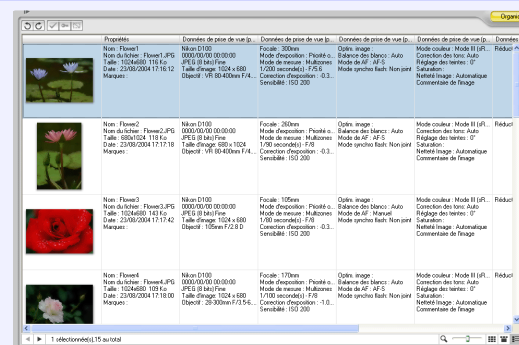 Organi
Propriétés Données de prise de vue (p... Données de prise de vue (p... Données de prise de vue (p... Données de prise de vue (p... Données
Nom : Flower1 Nikon D100 Focale : 300mm Optim. image : Mode couleur : Mode III (sR... Réduct
Nom du fichier : Flower1.JPG 0000/00/00 00:00:00 Mode d'exposition : Priorité o... Balance des blancs : Auto Correction des tons: Auto
Taille : 1024x680 116 Ko JPEG (8 bits) Fine Mode de mesure : Multizones Mode de AF : AF-S Réglage des teintes : 0°
Date : 23/08/2004 17:16:12 Taille d'image: 1024 x 680 1/200 seconde(s) - F/5.6 Mode synchro flash: Non joint Saturation :
Marques : Objectif : VR 80-400mm F/4... Correction d'exposition : -0.3... Netteté Image : Automatique
Sensibilité : ISO 200 Commentaire de l'image
Nom : Flower2 Nikon D100 Focale : 260mm Optim. image : Mode couleur : Mode III (sR... Réduct
Nom du fichier : Flower2.JPG 0000/00/00 00:00:00 Mode d'exposition : Priorité o... Balance des blancs : Auto Correction des tons: Auto
Taille : 680x1024 118 Ko JPEG (8 bits) Fine Mode de mesure : Multizones Mode de AF : AF-S Réglage des teintes : 0°
Date : 23/08/2004 17:17:18 Taille d'image: 680 x 1024 1/90 seconde(s) - F/8 Mode synchro flash: Non joint Saturation :
Marques : Objectif : VR 80-400mm F/4... Correction d'exposition : -0.3... Netteté Image : Automatique
Sensibilité : ISO 200 Commentaire de l'image
Nom : Flower3 Nikon D100 Focale : 105mm Optim. image : Mode couleur : Mode III (sR... Réduct
Nom du fichier : Flower3.JPG 0000/00/00 00:00:00 Mode d'exposition : Priorité o... Balance des blancs : Auto Correction des tons: Auto
Taille : 1024x680 143 Ko JPEG (8 bits) Fine Mode de mesure : Multizones Mode de AF : Manuel Réglage des teintes : 0°
Date : 23/08/2004 17:17:42 Taille d'image: 1024 x 680 1/90 seconde(s) - F/8 Mode synchro flash: Non joint Saturation :
Marques : Objectif : 105mm F/2.8 D Correction d'exposition : -0.3... Netteté Image : Automatique
Sensibilité : ISO 200 Commentaire de l'image
Nom : Flower4 Nikon D100 Focale : 170mm Optim. image : Mode couleur : Mode III (sR... Réduct
Nom du fichier : Flower4.JPG 0000/00/00 00:00:00 Mode d'exposition : Priorité o... Balance des blancs : Auto Correction des tons: Auto
Taille : 1024x680 109 Ko JPEG (8 bits) Fine Mode de mesure : Multizones Mode de AF : AF-S Réglage des teintes : 0°
Date : 23/08/2004 17:18:00 Taille d'image: 1024 x 680 1/100 seconde(s) - F/8 Mode synchro flash: Non joint Saturation :
Marques : Objectif : 28-300mm F/3.5-6... Correction d'exposition : -1.0... Netteté Image : Automatique
Sensibilité : ISO 200 Commentaire de l'image
1 sélectionnée(s),15 au total